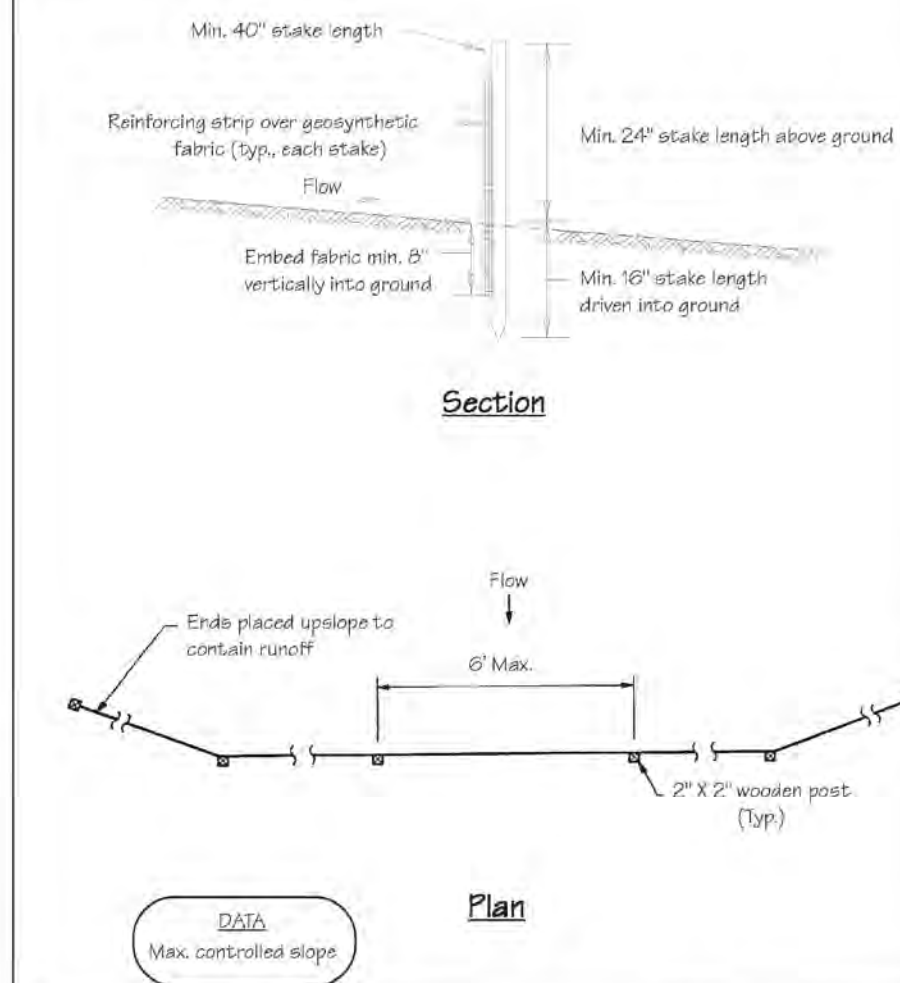 Min. 40" stake length
Reinforcing strip over geosynthetic
fabric (typ., each stake)
Min. 24" stake length above ground
Flow
Embed fabric min. 8"
vertically into ground
Min. 16" stake length
driven into ground
Section
Flow
Ends placed upslope to
contain runoff
6' Max.
2" X 2" wooden post
(Typ.)
Plan
DATA
Max. controlled slope